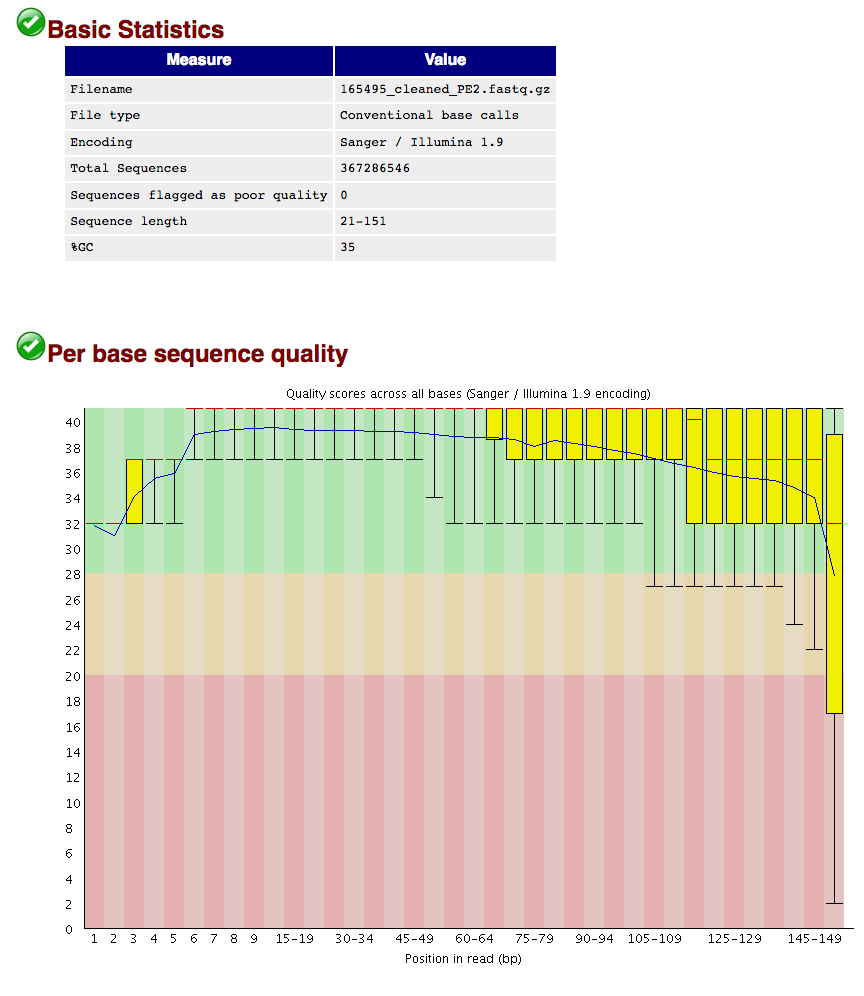 Basic Statistics
Measure Value
Filename 165495_cleaned_PE2.fastq.gz
File type Conventional base calls
Encoding Sanger / Illumina 1.9
Total Sequences 367286546
Sequences flagged as poor quality 0
Sequence length 21-151
%GC 35
Per base sequence quality
Quality scores across all bases (Sanger / Illumina 1.9 encoding)
40
38
36
34
32
30
28
26
24
22
20
18
16
14
12
10
8
6
4
2
0
1 2 3 4 5 6 7 8 9 15-19 30-34 45-49 60-64 75-79 90-94 105-109 125-129 145-149
Position in read (bp)